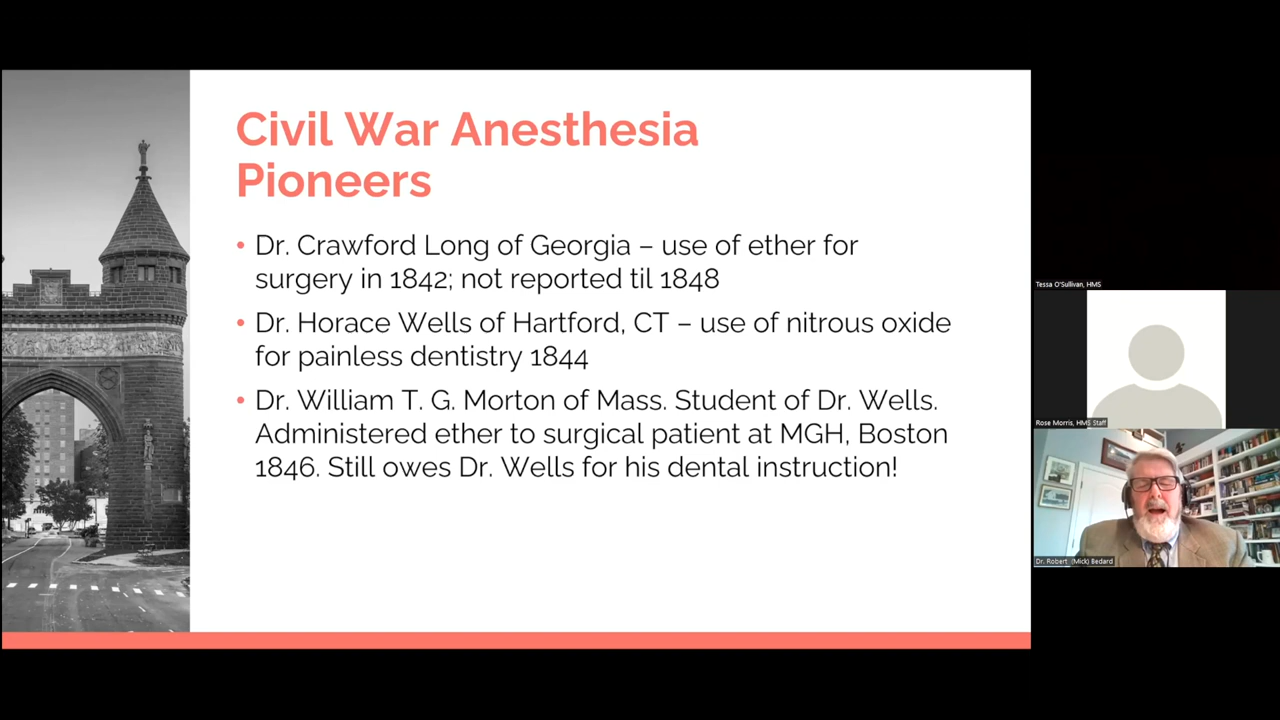 Civil War Anesthesia
Pioneers
• Dr. Crawford Long of Georgia – use of ether for
surgery in 1842; not reported til 1848
• Dr. Horace Wells of Hartford, CT – use of nitrous oxide
for painless dentistry 1844
• Dr. William T. G. Morton of Mass. Student of Dr. Wells.
Administered ether to surgical patient at MGH, Boston
1846. Still owes Dr. Wells for his dental instruction!
Tessa O'Sullivan, HMS
Rose Morris, HMS Staff
Dr. Robert (Mick) Bedard